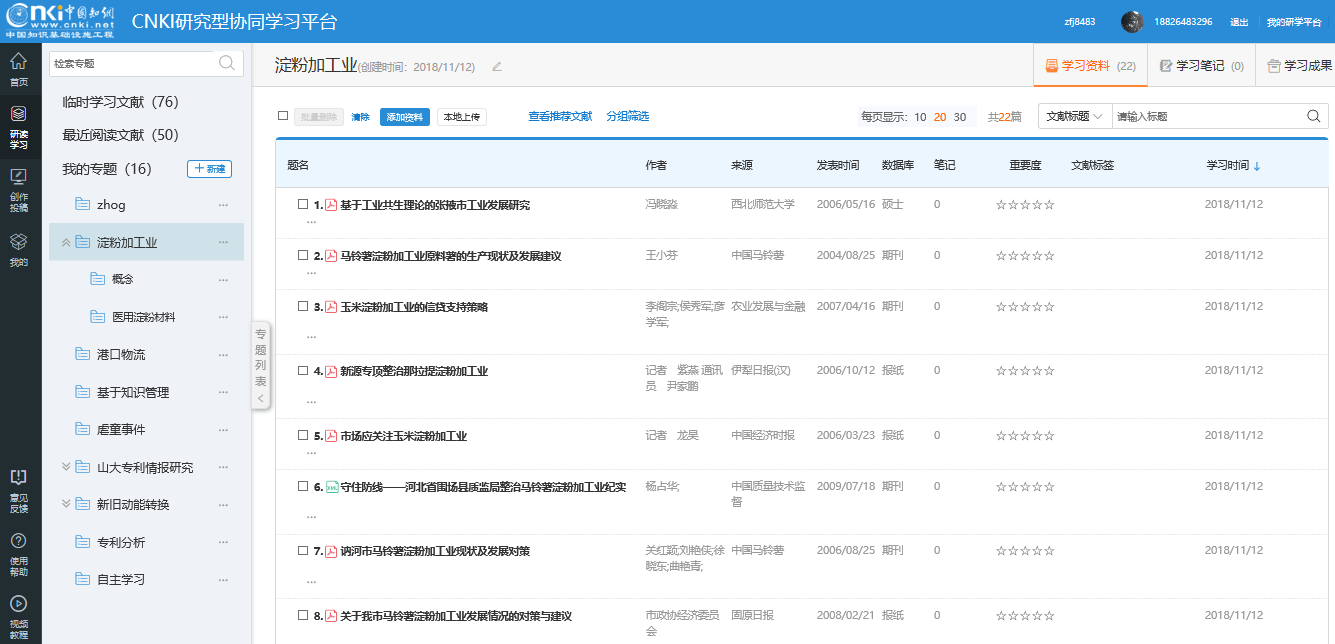 Cnki中国知网
www.cnki.net
中国知识基础设施工程
CNKI研究型协同学习平台
zfj8483
18826483296
退出
我的研学平台
首页
研读
学习
创作
投稿
我的
意见
反馈
使用
帮助
视频
教程
检索专题
临时学习文献（76）
最近阅读文献（50）
我的专题（16）
+ 新建
zhog ...
淀粉加工业 ...
概念 ...
医用淀粉材料 ...
港口物流 ...
基于知识管理 ...
虐童事件 ...
山大专利情报研究 ...
新旧动能转换 ...
专利分析 ...
自主学习 ...
专
题
列
表
<
淀粉加工业(创建时间：2018/11/12)
学习资料 (22)
学习笔记 (0)
学习成果
批量删除 清除 添加资料 本地上传 查看推荐文献 分组筛选
每页显示： 10 20 30 共22篇
文献标题 请输入标题
题名 作者 来源 发表时间 数据库 笔记 重要度 文献标签 学习时间↓
1. 基于工业共生理论的张掖市工业发展研究 冯晓淼 西北师范大学 2006/05/16 硕士 0 ☆☆☆☆☆ 2018/11/12
...
2. 马铃薯淀粉加工业原料薯的生产现状及发展建议 王小芬 中国马铃薯 2004/08/25 期刊 0 ☆☆☆☆☆ 2018/11/12
...
3. 玉米淀粉加工业的信贷支持策略 李阁宗;侯秀军;彦 农业发展与金融 2007/04/16 期刊 0 ☆☆☆☆☆ 2018/11/12
学军;
...
4. 新源专项整治那拉提淀粉加工业 记者 紫燕 通讯 伊犁日报(汉) 2006/10/12 报纸 0 ☆☆☆☆☆ 2018/11/12
员 尹家鹏
...
5. 市场应关注玉米淀粉加工业 记者 龙昊 中国经济时报 2006/03/23 报纸 0 ☆☆☆☆☆ 2018/11/12
...
6. XML 守住防线——河北省围场县质监局整治马铃薯淀粉加工业纪实 杨占华; 中国质量技术监 2009/07/18 期刊 0 ☆☆☆☆☆ 2018/11/12
督
...
7. 讷河市马铃薯淀粉加工业现状及发展对策 关红颖;刘艳侠;徐 中国马铃薯 2006/08/25 期刊 0 ☆☆☆☆☆ 2018/11/12
晓东;曲艳青;
...
8. 关于我市马铃薯淀粉加工业发展情况的对策与建议 市政协经济委员 固原日报 2008/02/21 报纸 0 ☆☆☆☆☆ 2018/11/12
会